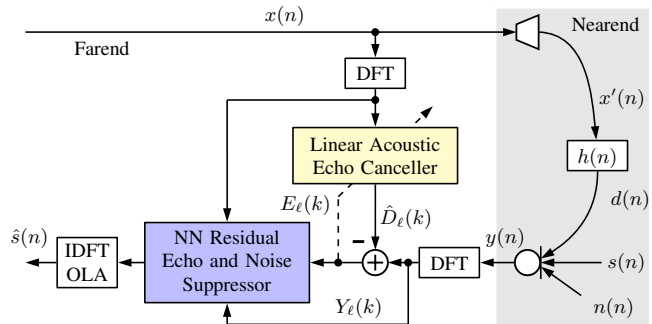 x(n)
Nearend
Farend
DFT
x′(n)
Linear Acoustic
Echo Canceller
h(n)
E_ℓ(k)
D̂_ℓ(k)
d(n)
ŝ(n)
IDFT
OLA
NN Residual
Echo and Noise
Suppressor
−
+
DFT
y(n)
s(n)
Y_ℓ(k)
n(n)